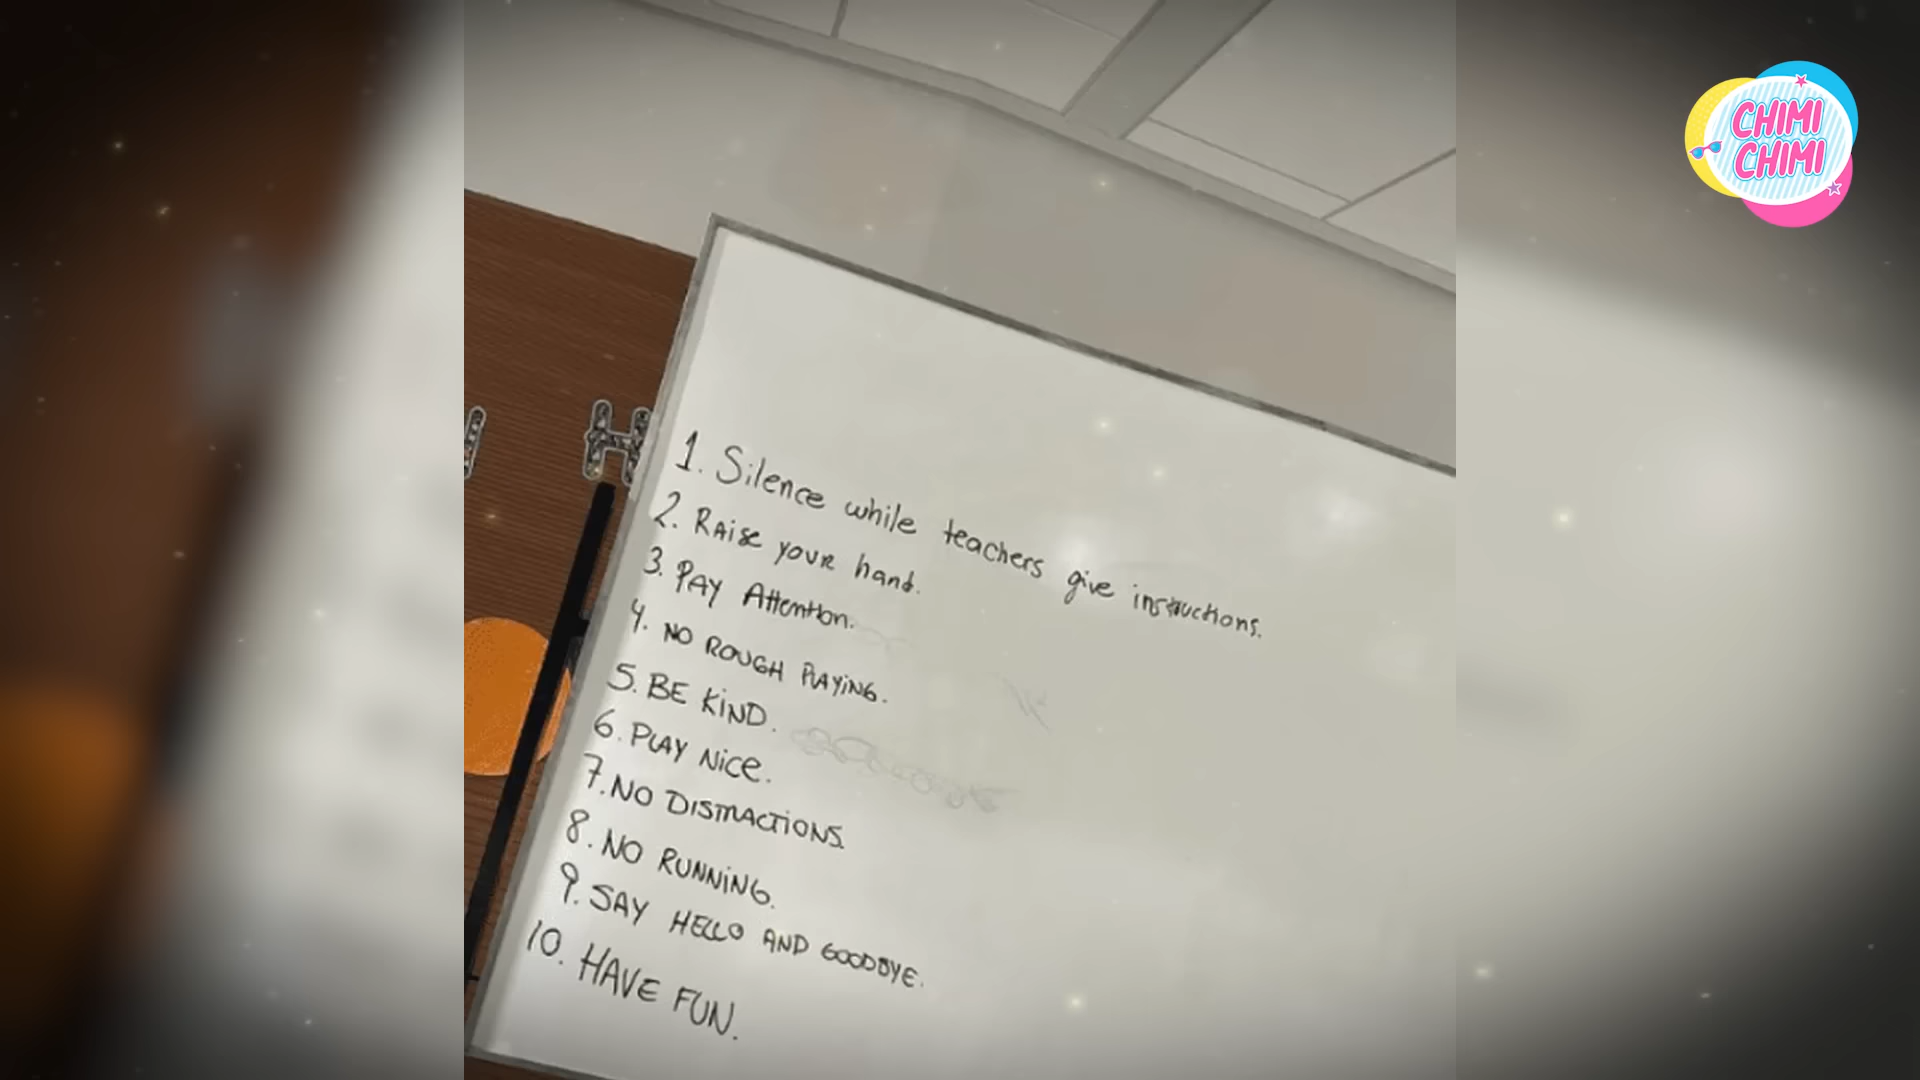 CHIMI
CHIMI
H
1. Silence while teachers give instructions.
2. Raise your hand.
3. PAY Attention.
4. NO ROUGH PLAYING.
5. BE KIND.
6. PLAY NICE.
7. NO DISTRACTIONS.
8. NO RUNNING.
9. SAY HELLO AND GOODBYE.
10. HAVE FUN.